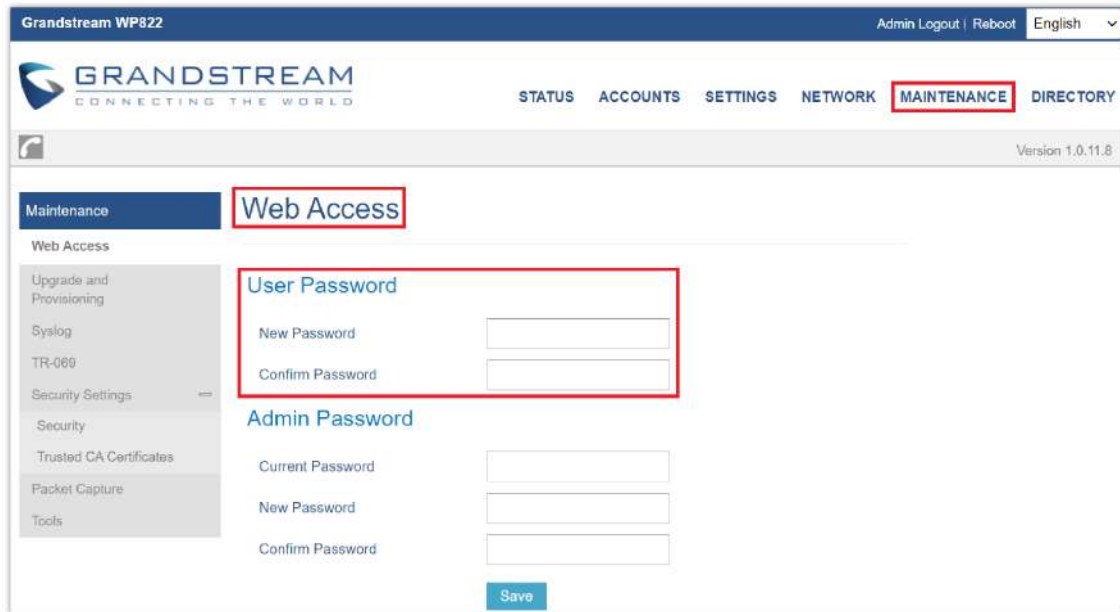 Grandstream WP822
Admin Logout | Reboot English
GRANDSTREAM
CONNECTING THE WORLD
STATUS ACCOUNTS SETTINGS NETWORK MAINTENANCE DIRECTORY
Version 1.0.11.8
Maintenance
Web Access
Upgrade and
Provisioning
Syslog
TR-069
Security Settings
Security
Trusted CA Certificates
Packet Capture
Tools
Web Access
User Password
New Password
Confirm Password
Admin Password
Current Password
New Password
Confirm Password
Save